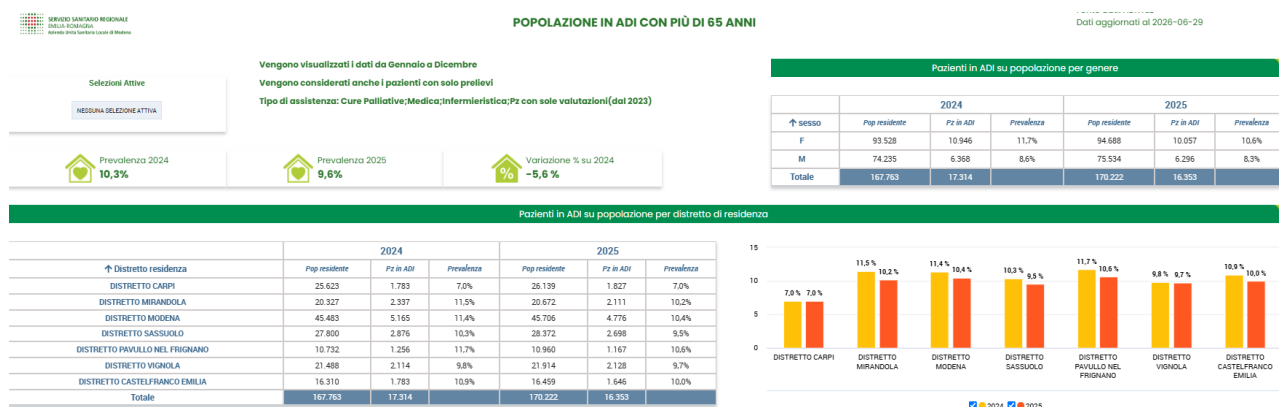 SERVIZIO SANITARIO REGIONALE
EMILIA-ROMAGNA
Azienda Unità Sanitaria Locale di Modena
POPOLAZIONE IN ADI CON PIÙ DI 65 ANNI
Dati aggiornati al 2026-06-29
Selezioni Attive
NESSUNA SELEZIONE ATTIVA
Vengono visualizzati i dati da Gennaio a Dicembre
Vengono considerati anche i pazienti con solo prelievi
Tipo di assistenza: Cure Palliative;Medica;Infermieristica;Pz con sole valutazioni(dal 2023)
Prevalenza 2024
10,3%
Prevalenza 2025
9,6%
Variazione % su 2024
-5,6 %
Pazienti in ADI su popolazione per genere
2024 2025
↑ sesso Pop residente Pz in ADI Prevalenza Pop residente Pz in ADI Prevalenza
F 93.528 10.946 11,7% 94.688 10.057 10,6%
M 74.235 6.368 8,6% 75.534 6.296 8,3%
Totale 167.763 17.314 170.222 16.353
Pazienti in ADI su popolazione per distretto di residenza
2024 2025
↑ Distretto residenza Pop residente Pz in ADI Prevalenza Pop residente Pz in ADI Prevalenza
DISTRETTO CARPI 25.623 1.783 7,0% 26.139 1.827 7,0%
DISTRETTO MIRANDOLA 20.327 2.337 11,5% 20.672 2.111 10,2%
DISTRETTO MODENA 45.483 5.165 11,4% 45.706 4.776 10,4%
DISTRETTO SASSUOLO 27.800 2.876 10,3% 28.372 2.698 9,5%
DISTRETTO PAVULLO NEL FRIGNANO 10.732 1.256 11,7% 10.960 1.167 10,6%
DISTRETTO VIGNOLA 21.488 2.114 9,8% 21.914 2.128 9,7%
DISTRETTO CASTELFRANCO EMILIA 16.310 1.783 10,9% 16.459 1.646 10,0%
Totale 167.763 17.314 170.222 16.353
15
10
5
0
7,0 % 7,0 %
11,5 % 10,2 %
11,4 % 10,4 %
10,3 % 9,5 %
11,7 % 10,6 %
9,8 % 9,7 %
10,9 % 10,0 %
DISTRETTO CARPI
DISTRETTO
MIRANDOLA
DISTRETTO
MODENA
DISTRETTO
SASSUOLO
DISTRETTO
PAVULLO NEL
FRIGNANO
DISTRETTO
VIGNOLA
DISTRETTO
CASTELFRANCO
EMILIA
2024 2025